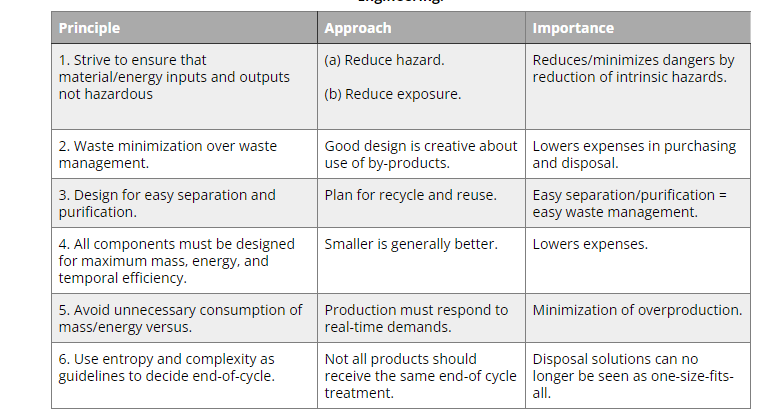 Engineering.
Principle
Approach
Importance
1. Strive to ensure that
material/energy inputs and outputs
not hazardous
(a) Reduce hazard.
(b) Reduce exposure.
Reduces/minimizes dangers by
reduction of intrinsic hazards.
2. Waste minimization over waste
management.
Good design is creative about
use of by-products.
Lowers expenses in purchasing
and disposal.
3. Design for easy separation and
purification.
Plan for recycle and reuse.
Easy separation/purification =
easy waste management.
4. All components must be designed
for maximum mass, energy, and
temporal efficiency.
Smaller is generally better.
Lowers expenses.
5. Avoid unnecessary consumption of
mass/energy versus.
Production must respond to
real-time demands.
Minimization of overproduction.
6. Use entropy and complexity as
guidelines to decide end-of-cycle.
Not all products should
receive the same end-of cycle
treatment.
Disposal solutions can no
longer be seen as one-size-fits-
all.